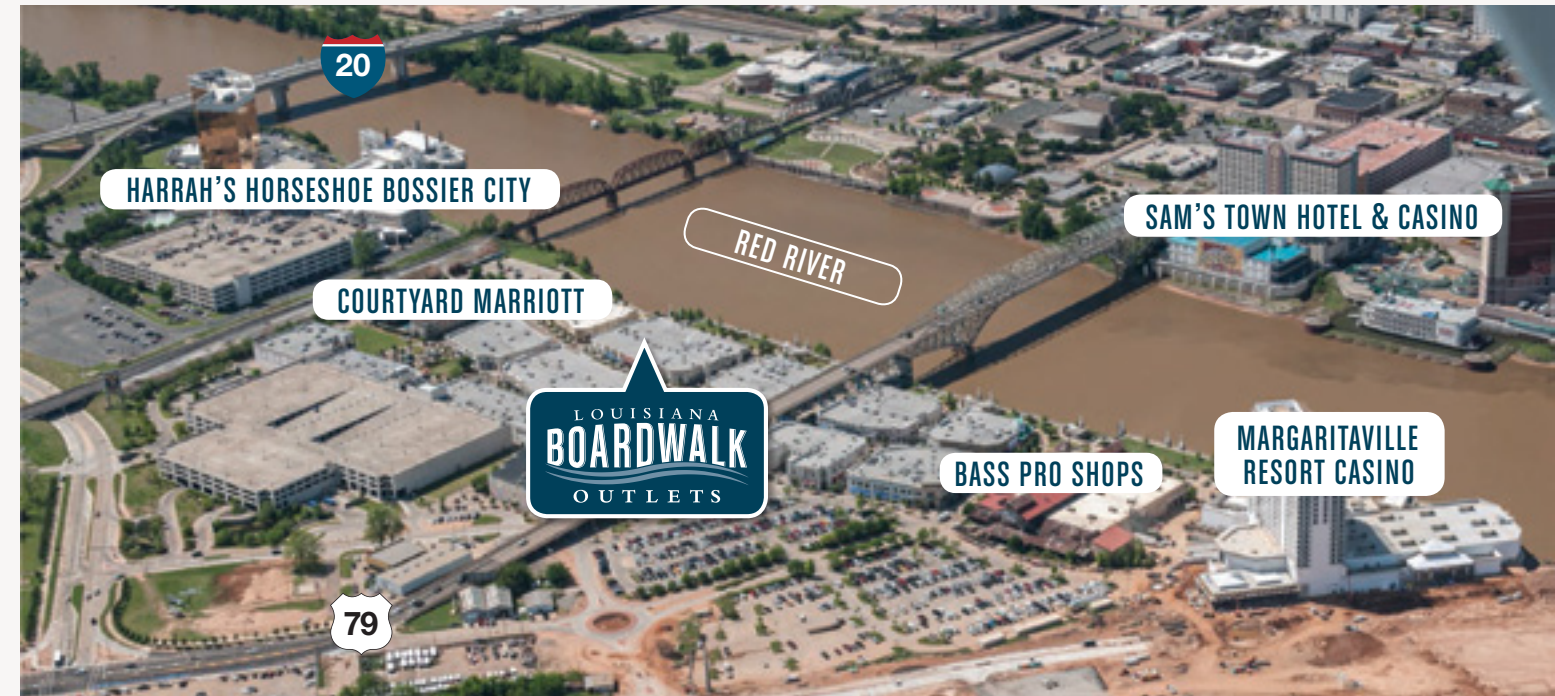 20
HARRAH'S HORSESHOE BOSSIER CITY
SAM'S TOWN HOTEL & CASINO
RED RIVER
COURTYARD MARRIOTT
LOUISIANA
BOARDWALK
OUTLETS
MARGARITAVILLE
RESORT CASINO
BASS PRO SHOPS
79